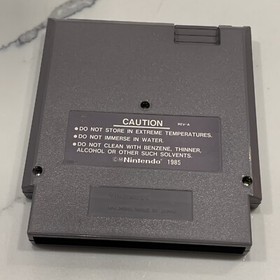 CAUTION REV-A
●DO NOT STORE IN EXTREME TEMPERATURES.
●DO NOT IMMERSE IN WATER.
●DO NOT CLEAN WITH BENZENE, THINNER,
ALCOHOL OR OTHER SUCH SOLVENTS.
©Nintendo® 1985